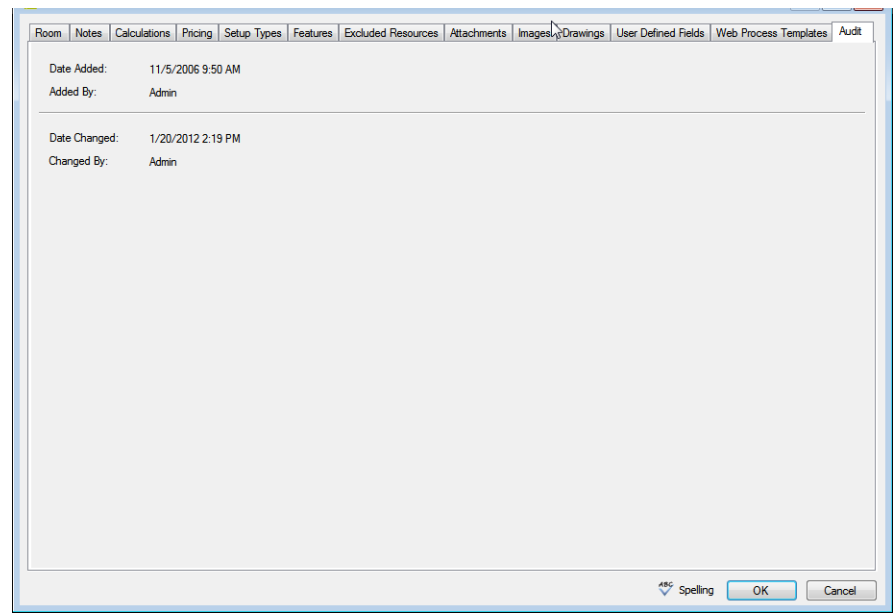 Room Notes Calculations Pricing Setup Types Features Excluded Resources Attachments Images/Drawings User Defined Fields Web Process Templates Audit
Date Added: 11/5/2006 9:50 AM
Added By: Admin
Date Changed: 1/20/2012 2:19 PM
Changed By: Admin
ABC Spelling OK Cancel